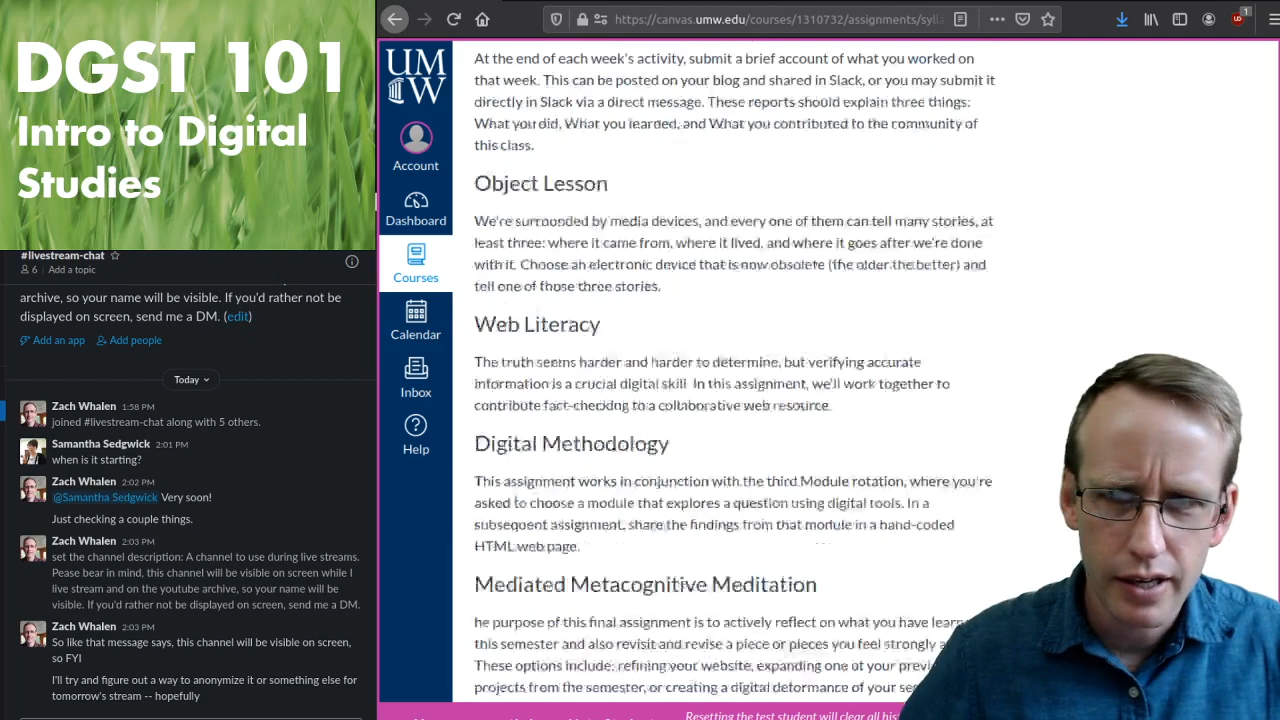 DGST 101
Intro to Digital
Studies
#livestream-chat
6 | Add a topic
archive, so your name will be visible. If you'd rather not be
displayed on screen, send me a DM. (edit)
Add an app
Add people
Today
Zach Whalen 1:58 PM
joined #livestream-chat along with 5 others.
Samantha Sedgwick 2:01 PM
when is it starting?
Zach Whalen 2:02 PM
@Samantha Sedgwick Very soon!
Just checking a couple things.
Zach Whalen 2:03 PM
set the channel description: A channel to use during live streams.
Pease bear in mind, this channel will be visible on screen while I
live stream and on the youtube archive, so your name will be
visible. If you'd rather not be displayed on screen, send me a DM.
Zach Whalen 2:03 PM
So like that message says, this channel will be visible on screen,
so FYI
I'll try and figure out a way to anonymize it or something else for
tomorrow's stream -- hopefully
https://canvas.umw.edu/courses/1310732/assignments/sylla
1
UMW
Account
Dashboard
Courses
Calendar
Inbox
Help
At the end of each week's activity, submit a brief account of what you worked on
that week. This can be posted on your blog and shared in Slack, or you may submit it
directly in Slack via a direct message. These reports should explain three things:
What you did, What you learned, and What you contributed to the community of
this class.
Object Lesson
We're surrounded by media devices, and every one of them can tell many stories, at
least three: where it came from, where it lived, and where it goes after we're done
with it. Choose an electronic device that is now obsolete (the older the better) and
tell one of those three stories.
Web Literacy
The truth seems harder and harder to determine, but verifying accurate
information is a crucial digital skill. In this assignment, we'll work together to
contribute fact-checking to a collaborative web resource.
Digital Methodology
This assignment works in conjunction with the third Module rotation, where you're
asked to choose a module that explores a question using digital tools. In a
subsequent assignment, sharing the findings from that module in a hand-coded
HTML web page.
Mediated Metacognitive Meditation
he purpose of this final assignment is to actively reflect on what you have learn
this semester and also revisit and revise a piece or pieces you feel strongly a
These options include: refining your website, expanding one of your previ
projects from the semester, or creating a digital deformance of your se
Resetting the test student will clear all his